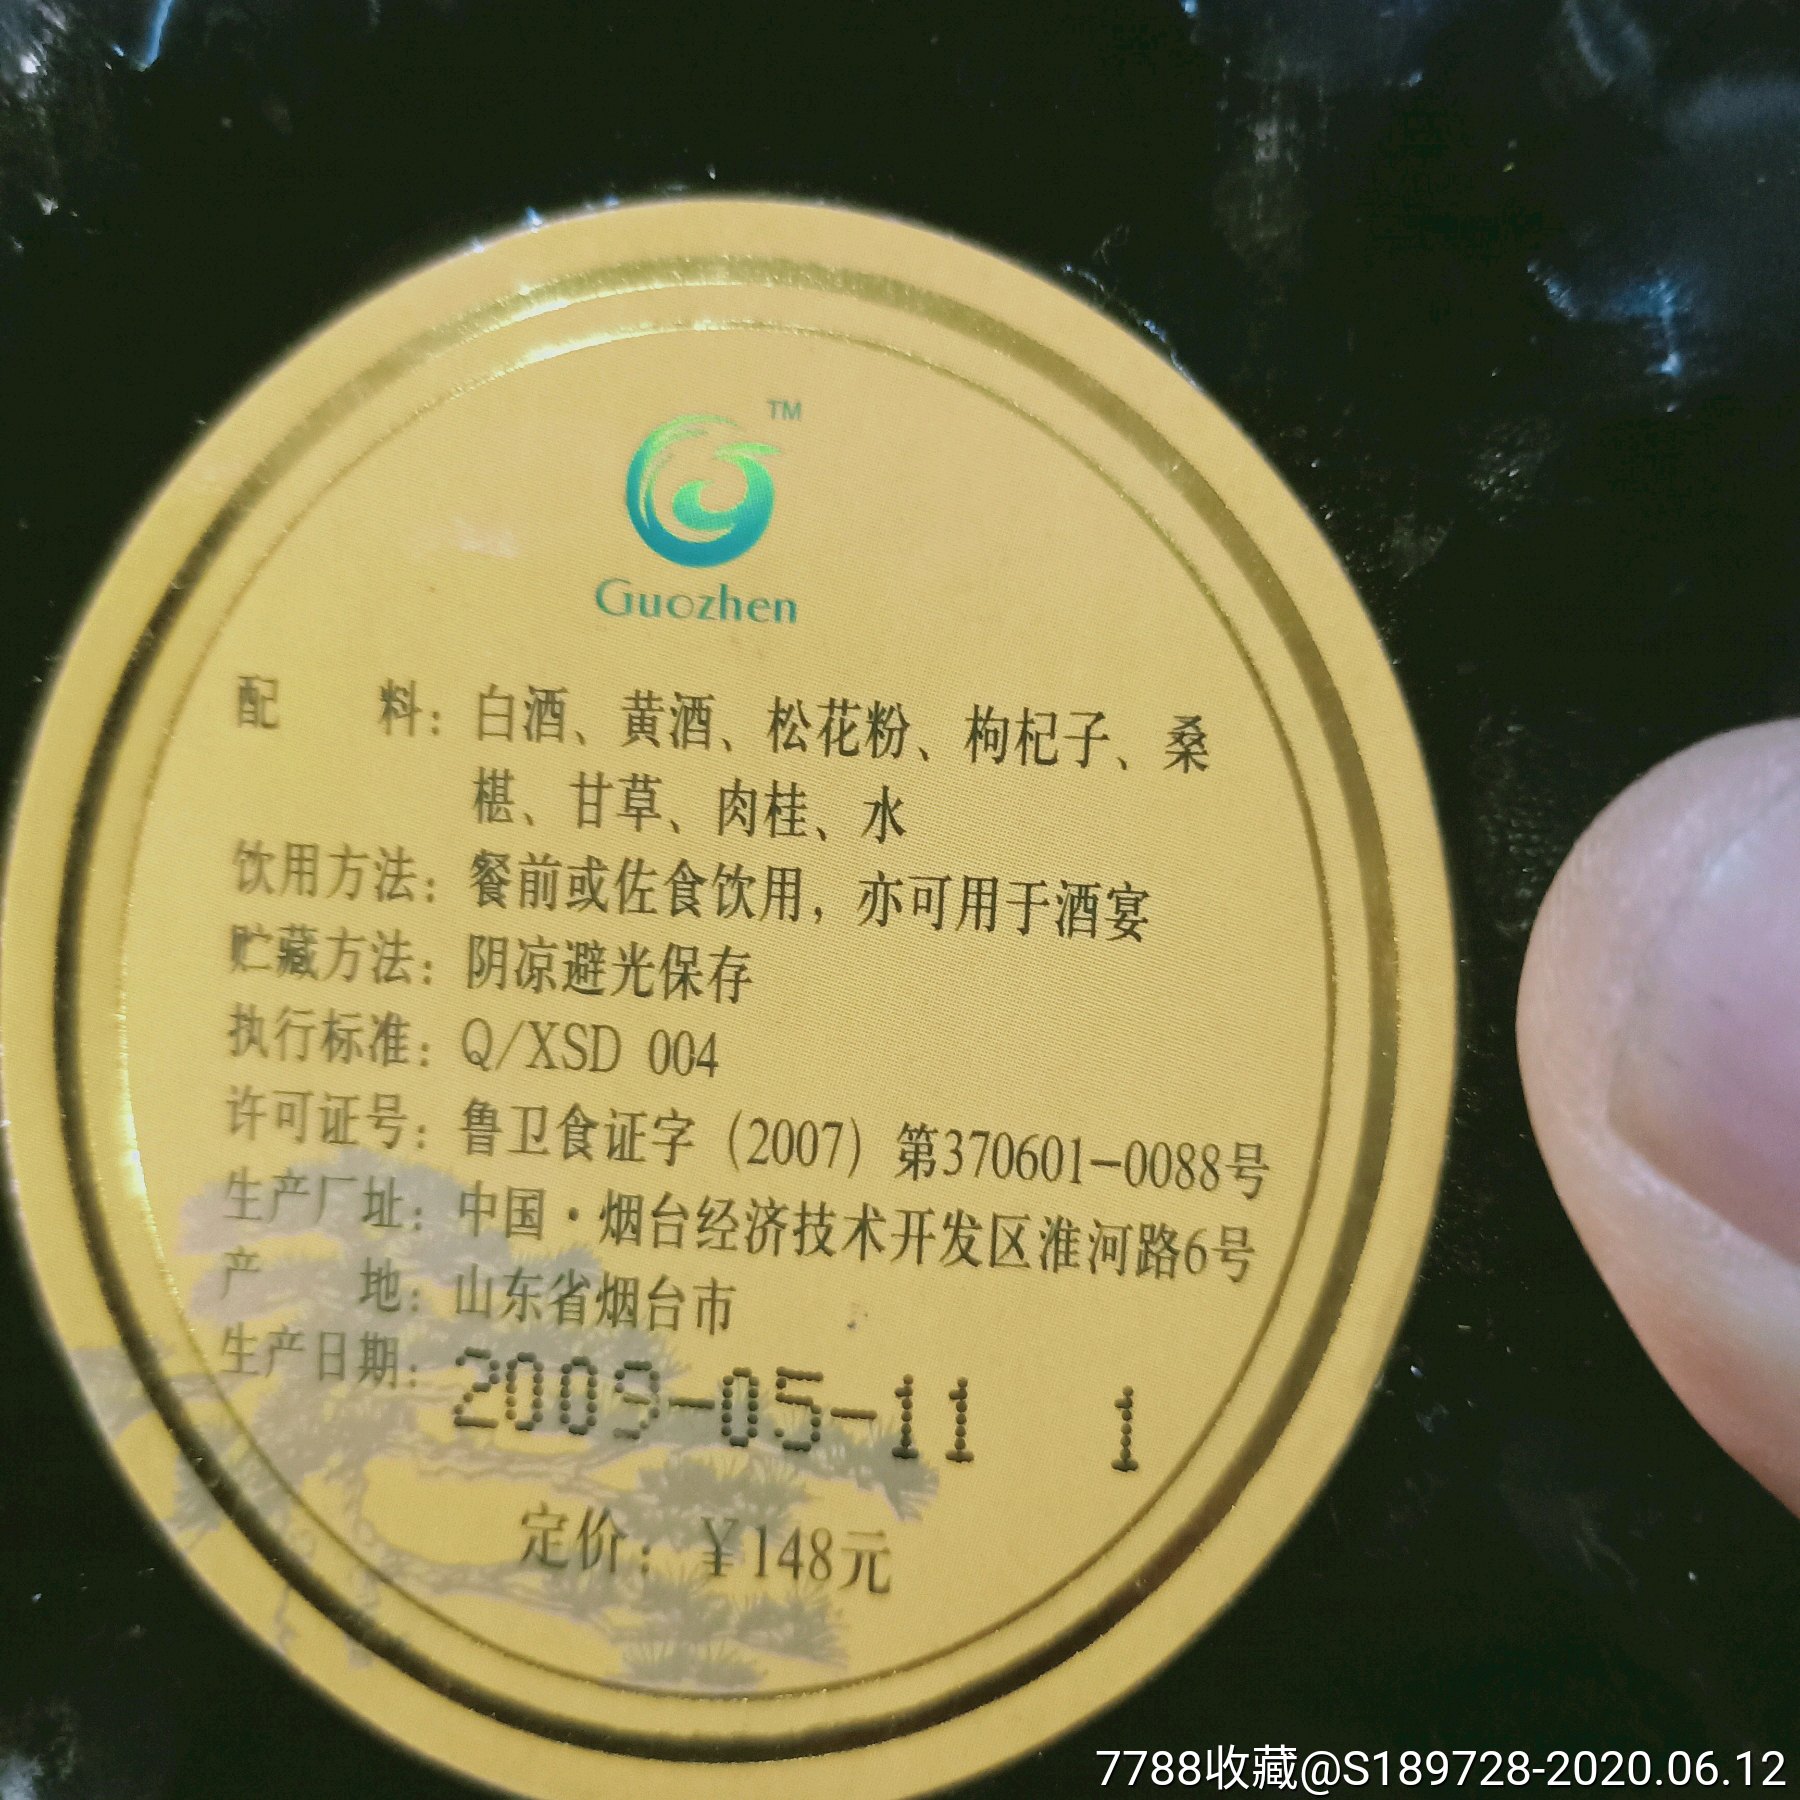 TM
Guozhen
配 料：白酒、黄酒、松花粉、枸杞子、桑
椹、甘草、肉桂、水
饮用方法：餐前或佐食饮用，亦可用于酒宴
贮藏方法：阴凉避光保存
执行标准：Q/XSD 004
许可证号：鲁卫食证字（2007）第370601-0088号
生产厂址：中国·烟台经济技术开发区淮河路6号
产 地：山东省烟台市
生产日期：2009-05-11 1
定价：￥148元
7788收藏@S189728-2020.06.12